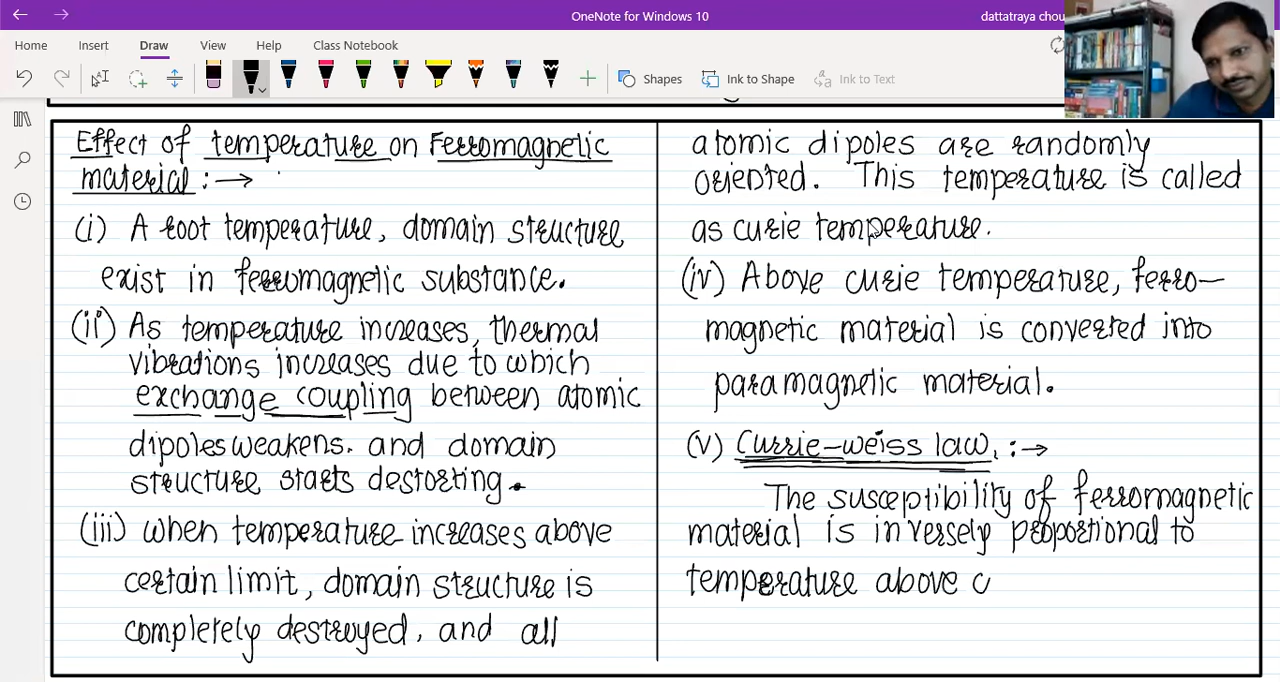 OneNote for Windows 10
dattatraya chou
Home Insert Draw View Help Class Notebook
Shapes Ink to Shape Ink to Text
Effect of temperature on Ferromagnetic
material :→
(i) A root temperature, domain structure
exist in ferromagnetic substance.
(ii) As temperature increases, thermal
vibrations increases due to which
exchange coupling between atomic
dipoles weakens. and domain
structure starts destorting.
(iii) when temperature increases above
certain limit, domain structure is
completely destroyed, and all
atomic dipoles are randomly
oriented. This temperature is called
as curie temperature.
(iv) Above curie temperature, ferro-
magnetic material is converted into
paramagnetic material.
(v) Currie-weiss law. :→
The susceptibility of ferromagnetic
material is inversely proportional to
temperature above c